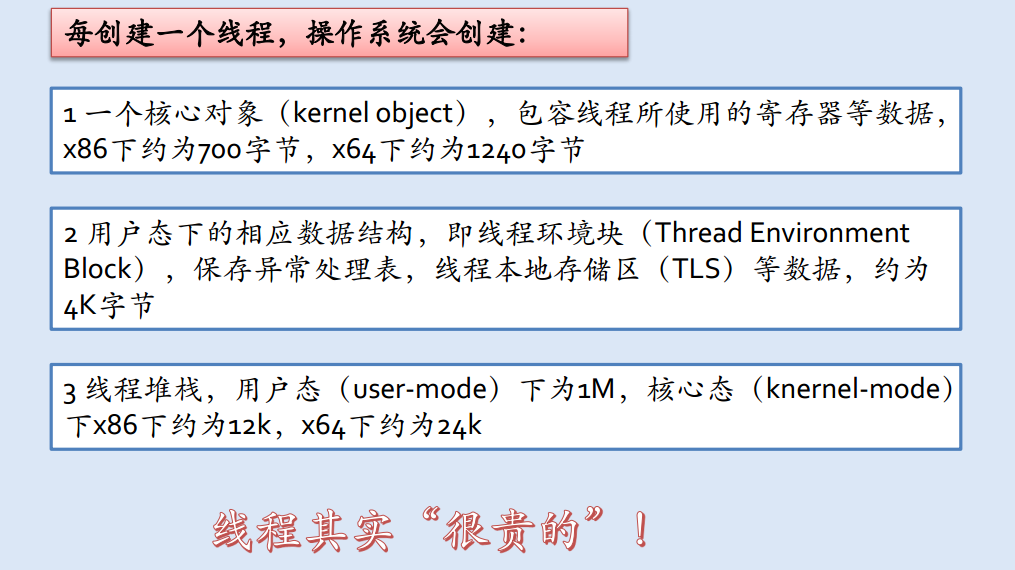 每创建一个线程，操作系统会创建：
1 一个核心对象（kernel object），包容线程所使用的寄存器等数据，
x86下约为700字节，x64下约为1240字节
2 用户态下的相应数据结构，即线程环境块（Thread Environment
Block），保存异常处理表，线程本地存储区（TLS）等数据，约为
4K字节
3 线程堆栈，用户态（user-mode）下为1M，核心态（knernel-mode）
下x86下约为12k，x64下约为24k
线程其实“很贵的”！